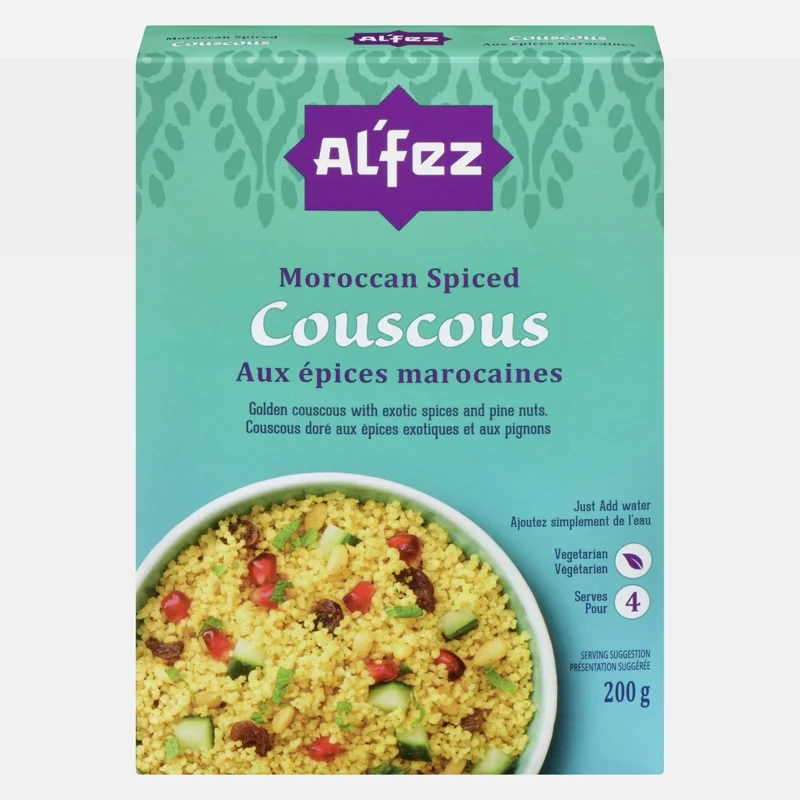 Moroccan Spiced
Couscous
Al'fez
Couscous
Aux épices marocaines
Al'fez
Moroccan Spiced
Couscous
Aux épices marocaines
Golden couscous with exotic spices and pine nuts.
Couscous doré aux épices exotiques et aux pignons
Just Add water
Ajoutez simplement de l'eau
Vegetarian
Végétarien
Serves
Pour
4
SERVING SUGGESTION
PRÉSENTATION SUGGÉRÉE
200 g